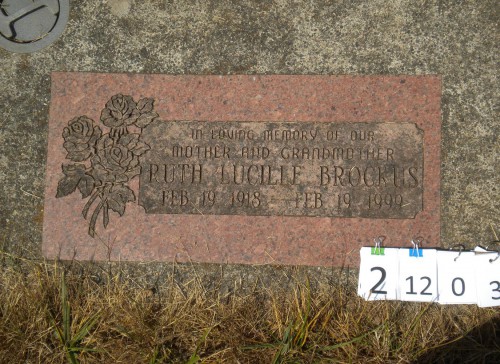 IN LOVING MEMORY OF OUR
MOTHER AND GRANDMOTHER
RUTH LUCILLE BROCKUS
FEB. 19 1918 — FEB. 19 1999
2 12 0 3